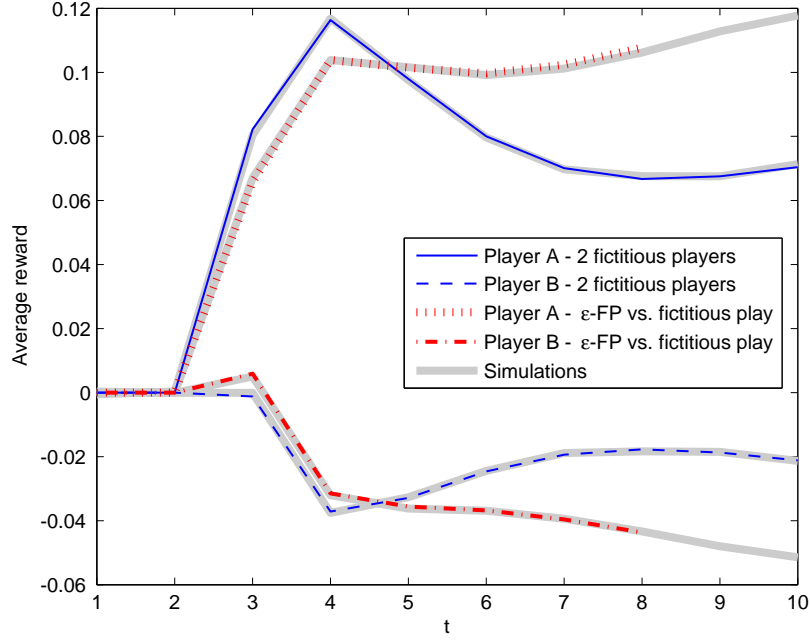 0.12
0.1
0.08
0.06
0.04
0.02
0
-0.02
-0.04
-0.06
Average reward
Player A - 2 fictitious players
Player B - 2 fictitious players
Player A - ε-FP vs. fictitious play
Player B - ε-FP vs. fictitious play
Simulations
1 2 3 4 5 6 7 8 9 10
t